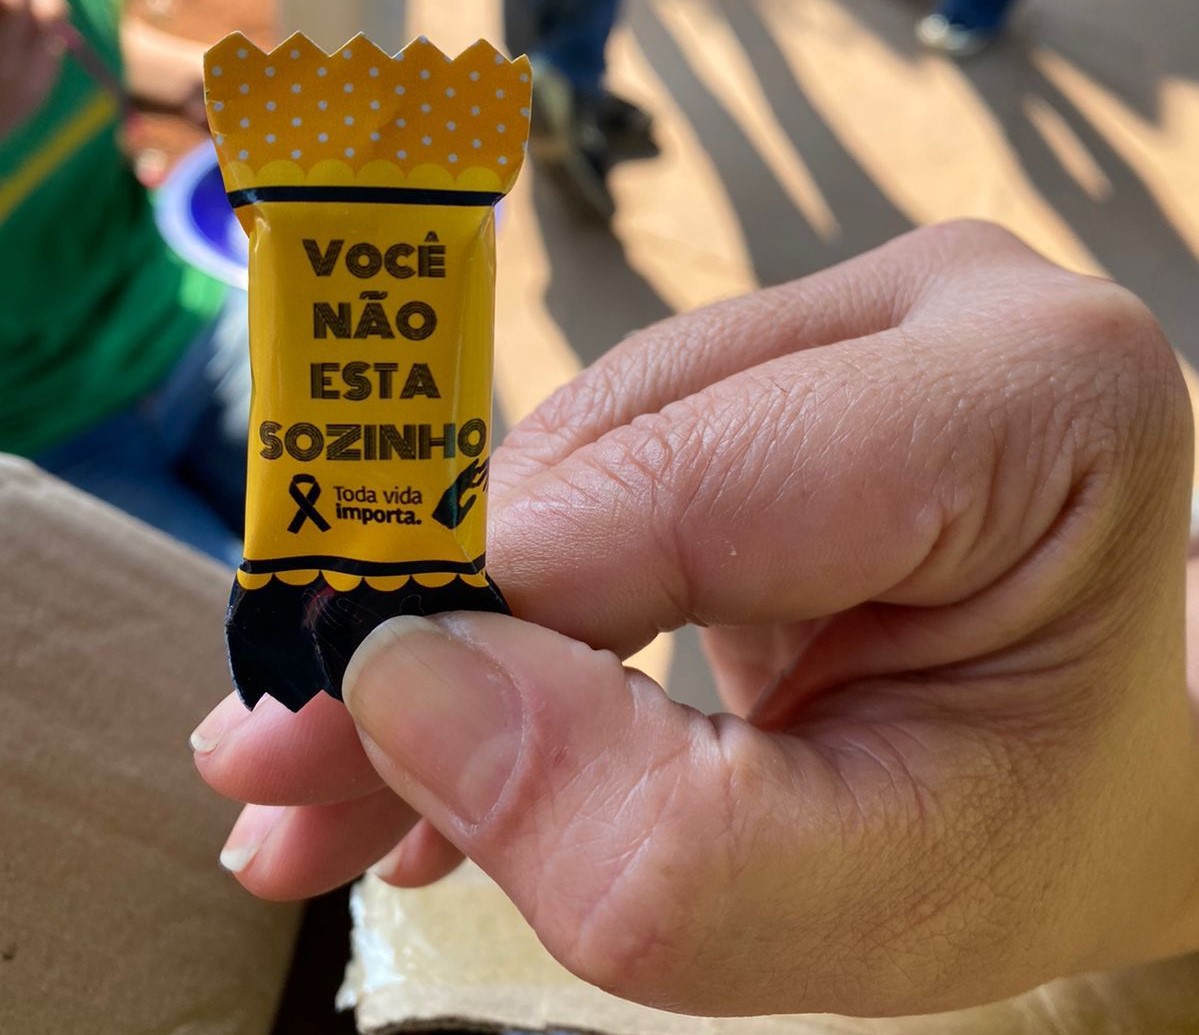 VOCÊ
NÃO
ESTA
SOZINHO
Toda vida
importa.